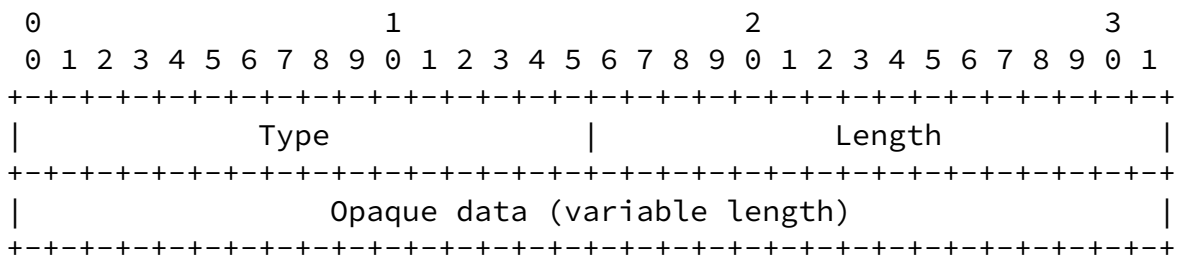 0                   1                   2                   3
 0 1 2 3 4 5 6 7 8 9 0 1 2 3 4 5 6 7 8 9 0 1 2 3 4 5 6 7 8 9 0 1
+-+-+-+-+-+-+-+-+-+-+-+-+-+-+-+-+-+-+-+-+-+-+-+-+-+-+-+-+-+-+-+-+
|             Type              |             Length            |
+-+-+-+-+-+-+-+-+-+-+-+-+-+-+-+-+-+-+-+-+-+-+-+-+-+-+-+-+-+-+-+-+
|                 Opaque data (variable length)                 |
+-+-+-+-+-+-+-+-+-+-+-+-+-+-+-+-+-+-+-+-+-+-+-+-+-+-+-+-+-+-+-+-+